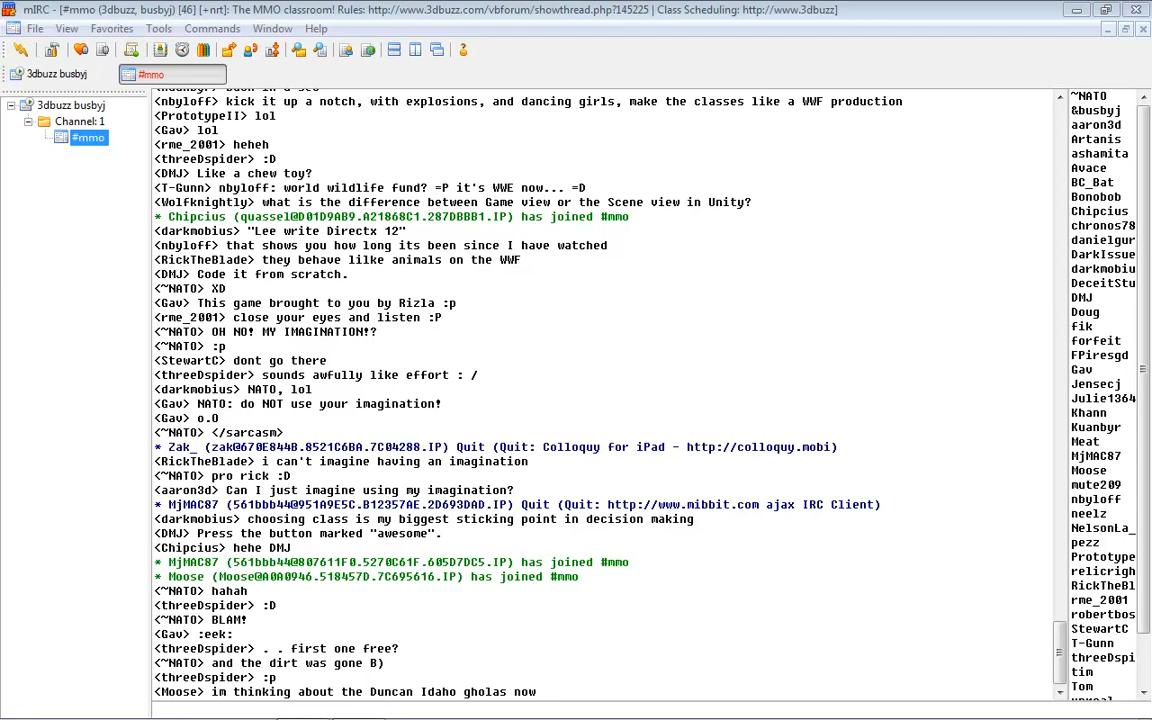 mIRC - [#mmo (3dbuzz, busbyj) [46] [+nrt]: The MMO classroom! Rules: http://www.3dbuzz.com/vbforum/showthread.php?145225 | Class Scheduling: http://www.3dbuzz]
File View Favorites Tools Commands Window Help
3dbuzz busbyj #mmo
3dbuzz busbyj
Channel: 1
#mmo
<nbyloff> kick it up a notch, with explosions, and dancing girls, make the classes like a WWF production
<PrototypeII> lol
<Gav> lol
<rme_2001> heheh
<threeDspider> :D
<DMJ> Like a chew toy?
<T-Gunn> nbyloff: world wildlife fund? =P it's WWE now... =D
<Wolfknightly> what is the difference between Game view or the Scene view in Unity?
* Chipcius (quassel@D01D9AB9.A21868C1.287DBBB1.IP) has joined #mmo
<darkmobius> "Lee write Directx 12"
<nbyloff> that shows you how long its been since I have watched
<RickTheBlade> they behave lilke animals on the WWF
<DMJ> Code it from scratch.
<~NATO> XD
<Gav> This game brought to you by Rizla :p
<rme_2001> close your eyes and listen :P
<~NATO> OH NO! MY IMAGINATION!?
<~NATO> :p
<StewartC> dont go there
<threeDspider> sounds awfully like effort : /
<darkmobius> NATO, lol
<Gav> NATO: do NOT use your imagination!
<Gav> o.O
<~NATO> </sarcasm>
* Zak_ (zak@670E844B.8521C6BA.7C04288.IP) Quit (Quit: Colloquy for iPad - http://colloquy.mobi)
<RickTheBlade> i can't imagine having an imagination
<~NATO> pro rick :D
<aaron3d> Can I just imagine using my imagination?
* MjMAC87 (561bbb44@951A9E5C.B12357AE.2D693DAD.IP) Quit (Quit: http://www.mibbit.com ajax IRC Client)
<darkmobius> choosing class is my biggest sticking point in decision making
<DMJ> Press the button marked "awesome".
<Chipcius> hehe DMJ
* MjMAC87 (561bbb44@807611F0.5270C61F.605D7DC5.IP) has joined #mmo
* Moose (Moose@A0A0946.518457D.7C695616.IP) has joined #mmo
<~NATO> hahah
<threeDspider> :D
<~NATO> BLAM!
<Gav> :eek:
<threeDspider> . . first one free?
<~NATO> and the dirt was gone B)
<threeDspider> :p
<Moose> im thinking about the Duncan Idaho gholas now
~NATO
&busbyj
aaron3d
Artanis
ashamita
Avace
BC_Bat
Bonobob
Chipcius
chronos78
danielgur
DarkIssue
darkmobiu
DeceitStu
DMJ
Doug
fik
forfeit
FPiresgd
Gav
Jensecj
Julie1364
Khann
Kuanbyr
Meat
MjMAC87
Moose
mute209
nbyloff
neelz
NelsonLa_
pezz
Prototype
relicrigh
RickTheBl
rme_2001
robertbos
StewartC
T-Gunn
threeDspi
tim
Tom